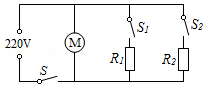 S₁ S₂
220V M
R₁ R₂
S